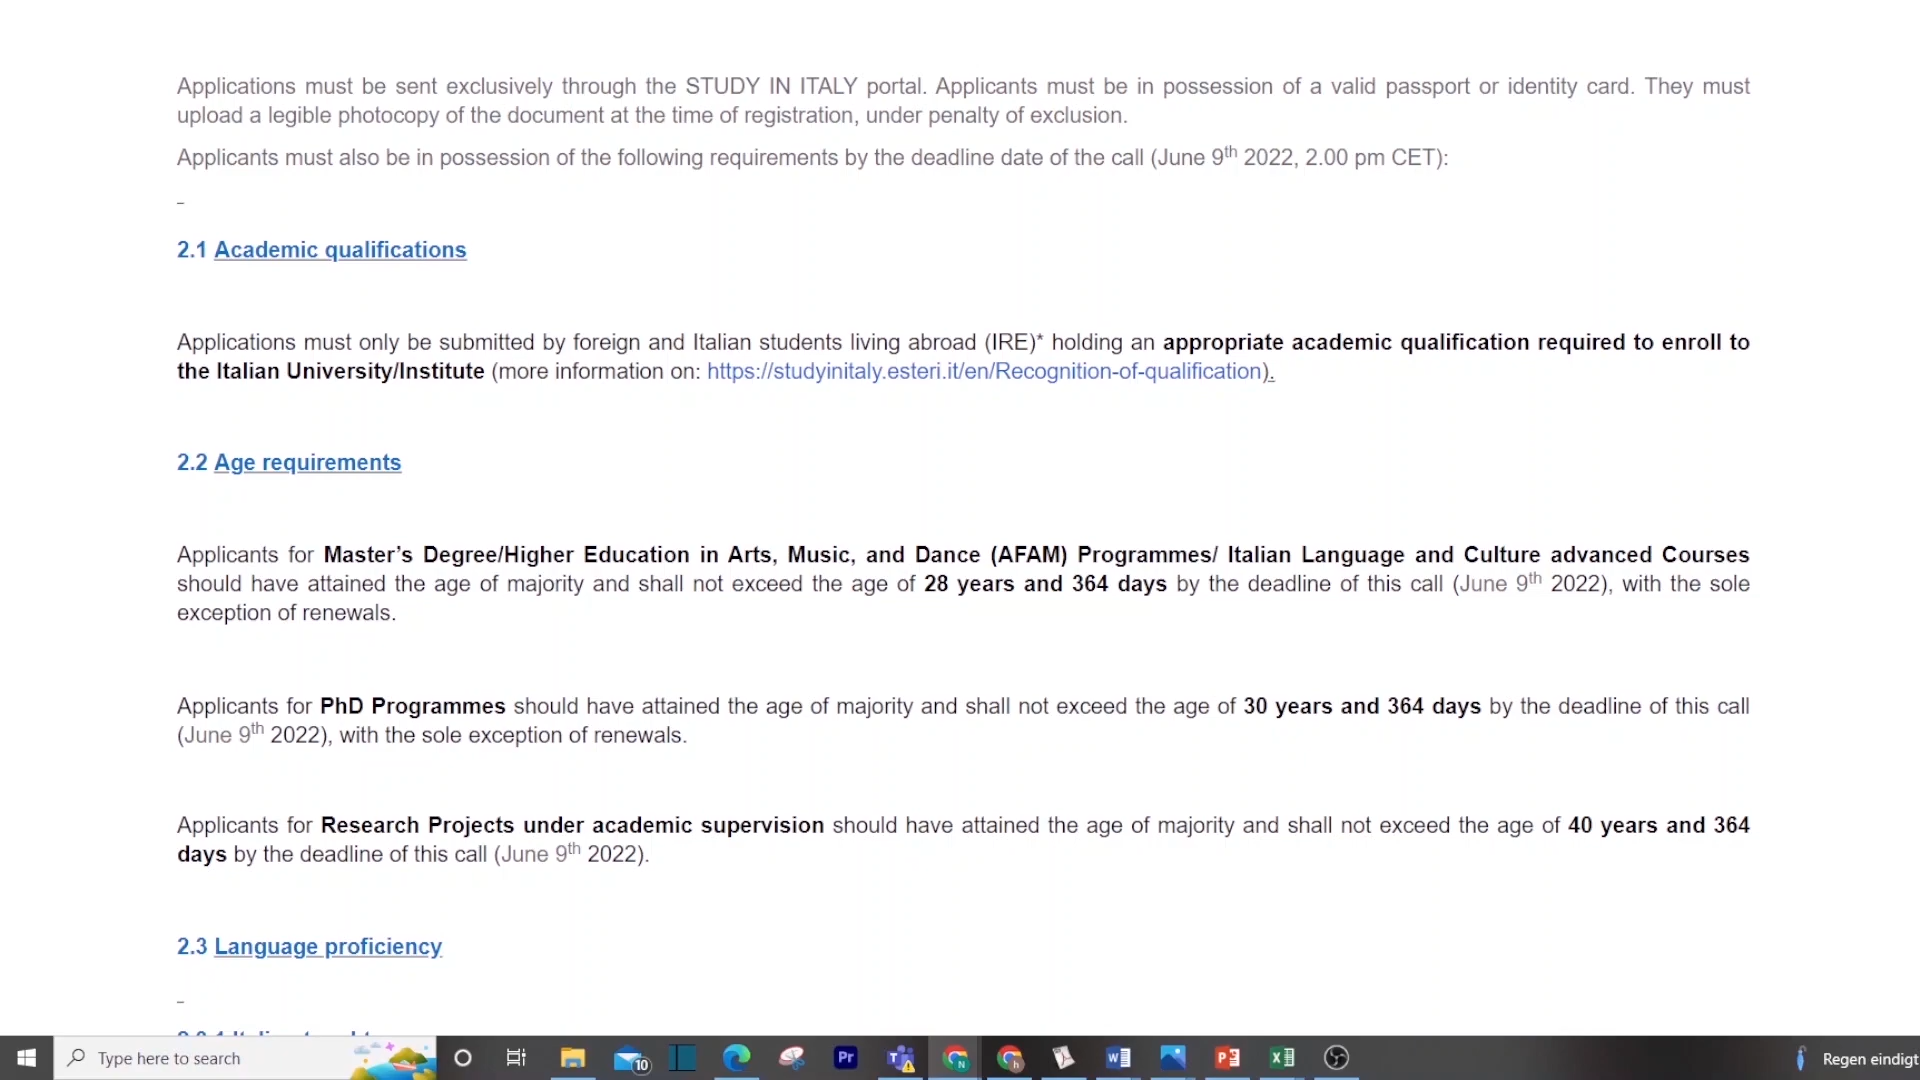 Applications must be sent exclusively through the STUDY IN ITALY portal. Applicants must be in possession of a valid passport or identity card. They must
upload a legible photocopy of the document at the time of registration, under penalty of exclusion.
Applicants must also be in possession of the following requirements by the deadline date of the call (June 9th 2022, 2.00 pm CET):
2.1 Academic qualifications
Applications must only be submitted by foreign and Italian students living abroad (IRE)* holding an appropriate academic qualification required to enroll to
the Italian University/Institute (more information on: https://studyinitaly.esteri.it/en/Recognition-of-qualification).
2.2 Age requirements
Applicants for Master’s Degree/Higher Education in Arts, Music, and Dance (AFAM) Programmes/ Italian Language and Culture advanced Courses
should have attained the age of majority and shall not exceed the age of 28 years and 364 days by the deadline of this call (June 9th 2022), with the sole
exception of renewals.
Applicants for PhD Programmes should have attained the age of majority and shall not exceed the age of 30 years and 364 days by the deadline of this call
(June 9th 2022), with the sole exception of renewals.
Applicants for Research Projects under academic supervision should have attained the age of majority and shall not exceed the age of 40 years and 364
days by the deadline of this call (June 9th 2022).
2.3 Language proficiency
Type here to search
10
Pr
Regen eindigt